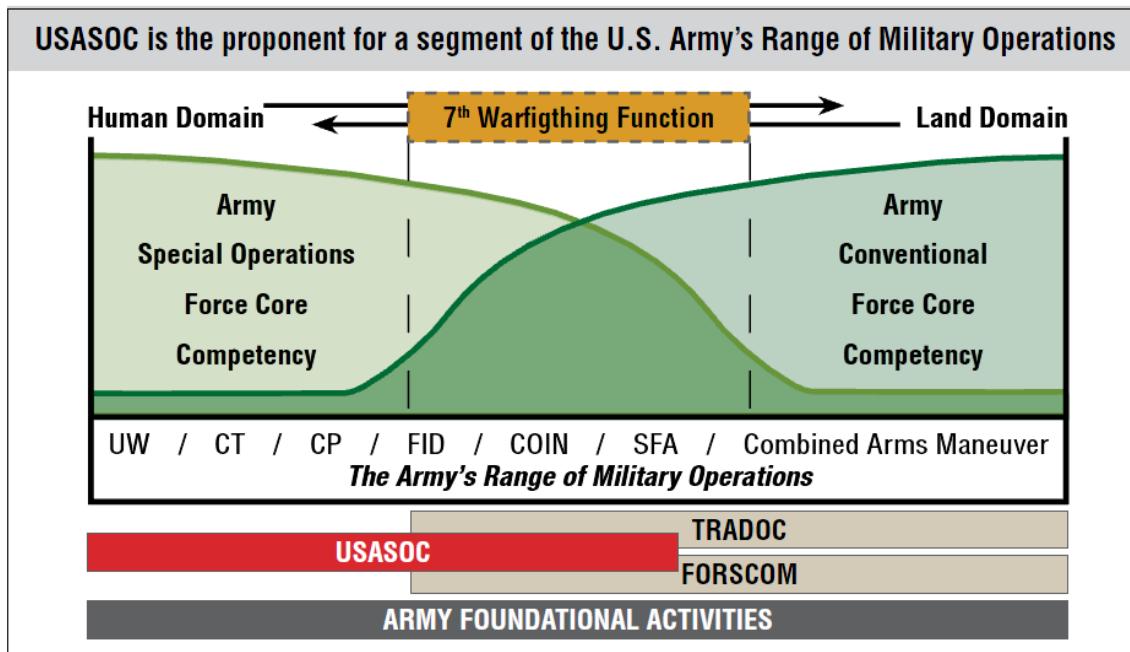 USASOC is the proponent for a segment of the U.S. Army's Range of Military Operations
Human Domain
7th Warfigthing Function
Land Domain
Army
Special Operations
Force Core
Competency
Army
Conventional
Force Core
Competency
UW / CT / CP / FID / COIN / SFA / Combined Arms Maneuver
The Army's Range of Military Operations
TRADOC
USASOC
FORSCOM
ARMY FOUNDATIONAL ACTIVITIES